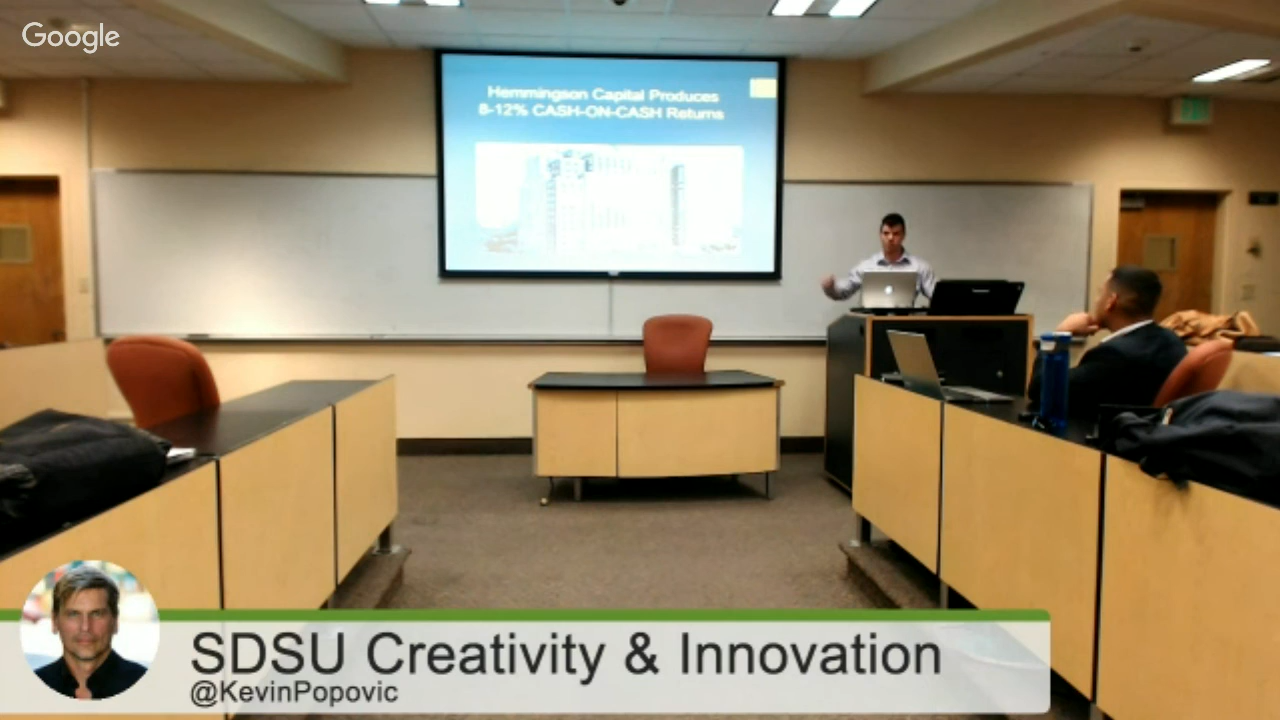 Google
Hemmingson Capital Produces
8-12% CASH-ON-CASH Returns
SDSU Creativity & Innovation
@KevinPopovic